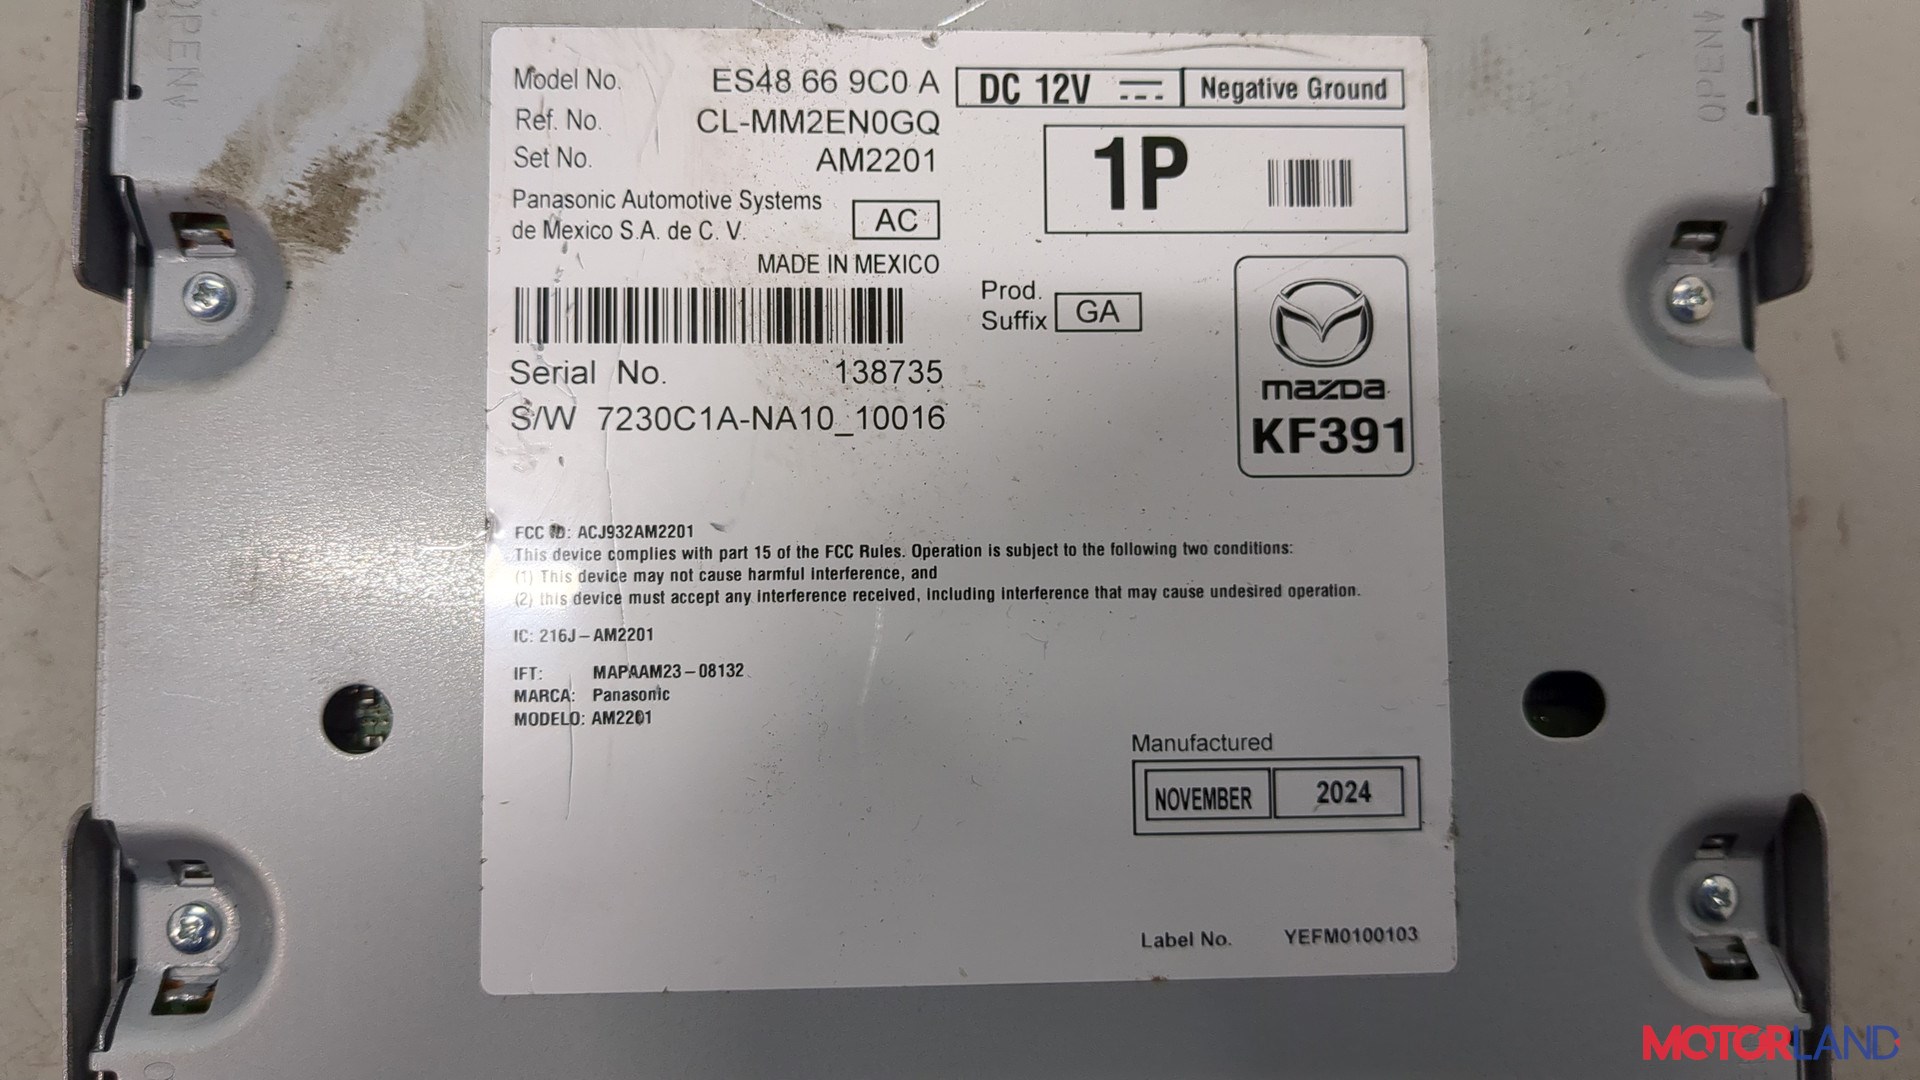 OPEN
OPEN
Model No. ES48 66 9C0 A
DC 12V Negative Ground
Ref. No. CL-MM2EN0GQ
Set No. AM2201
1P
Panasonic Automotive Systems
de Mexico S.A. de C. V.
AC
MADE IN MEXICO
Prod.
Suffix GA
mazda
KF391
Serial No. 138735
S/W 7230C1A-NA10_10016
FCC ID: ACJ932AM2201
This device complies with part 15 of the FCC Rules. Operation is subject to the following two conditions:
(1) This device may not cause harmful interference, and
(2) this device must accept any interference received, including interference that may cause undesired operation.
IC: 216J-AM2201
IFT: MAPAAM23-08132
MARCA: Panasonic
MODELO: AM2201
Manufactured
NOVEMBER 2024
Label No. YEFM0100103
MOTORLAND